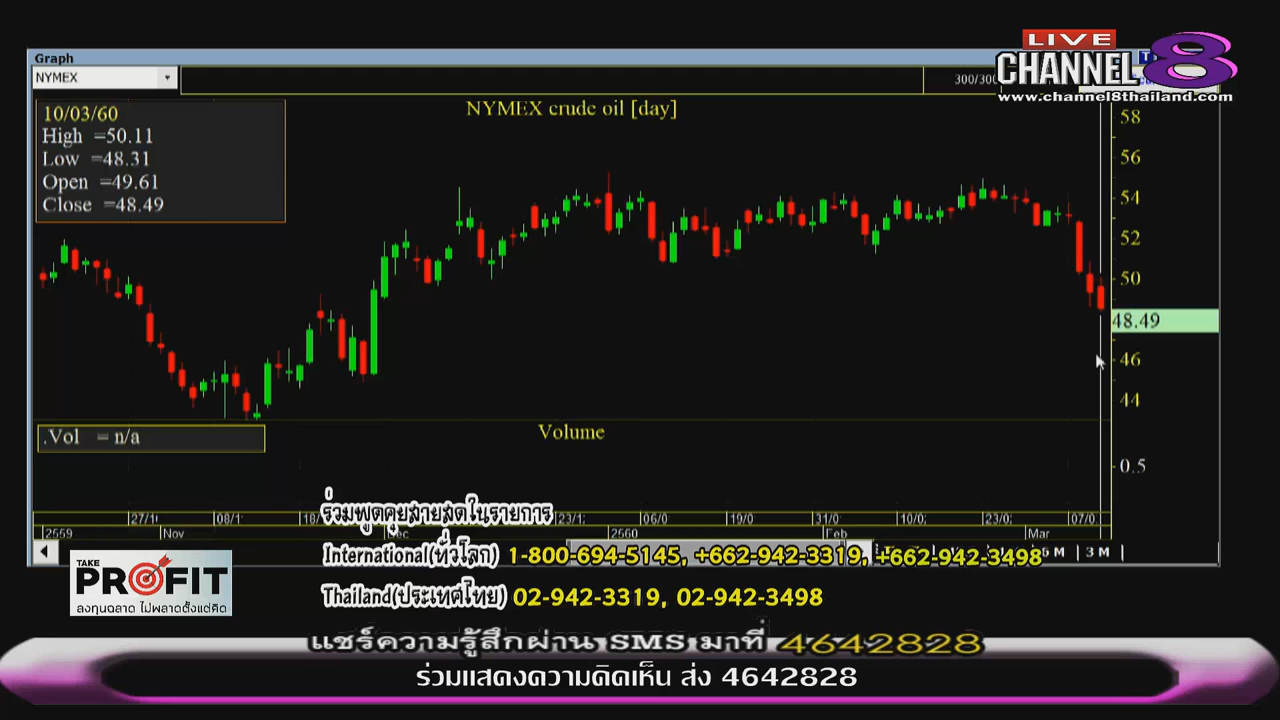 LIVE
CHANNEL 8
www.channel8thailand.com
Graph
NYMEX
300/300
NYMEX crude oil [day]
10/03/60
High =50.11
Low =48.31
Open =49.61
Close =48.49
58
56
54
52
50
48.49
46
44
.Vol = n/a
Volume
0.5
27/1
08/1
18/
23/1
06/0
19/0
31/0
10/0
23/0
07/0
2559
Nov
2560
Feb
Mar
3 M
ร่วมพูดคุยสายสดในรายการ
International(ทั่วโลก) 1-800-694-5145, +662-942-3319, +662-942-3498
Thailand(ประเทศไทย) 02-942-3319, 02-942-3498
TAKE
PROFIT
ลงทุนฉลาด ไม่พลาดตั้งแต่คิด
แชร์ความรู้สึกผ่าน SMS มาที่ 4642828
ร่วมแสดงความคิดเห็น ส่ง 4642828